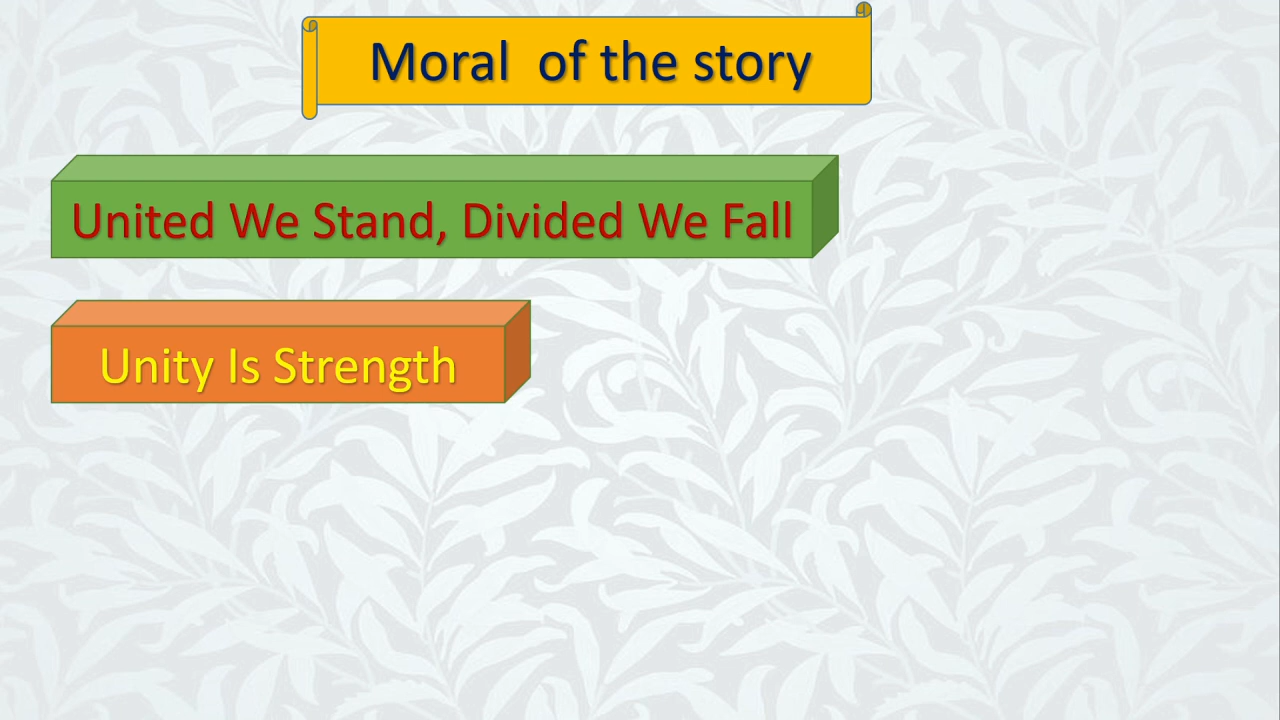 Moral  of the story
United We Stand, Divided We Fall
Unity Is Strength